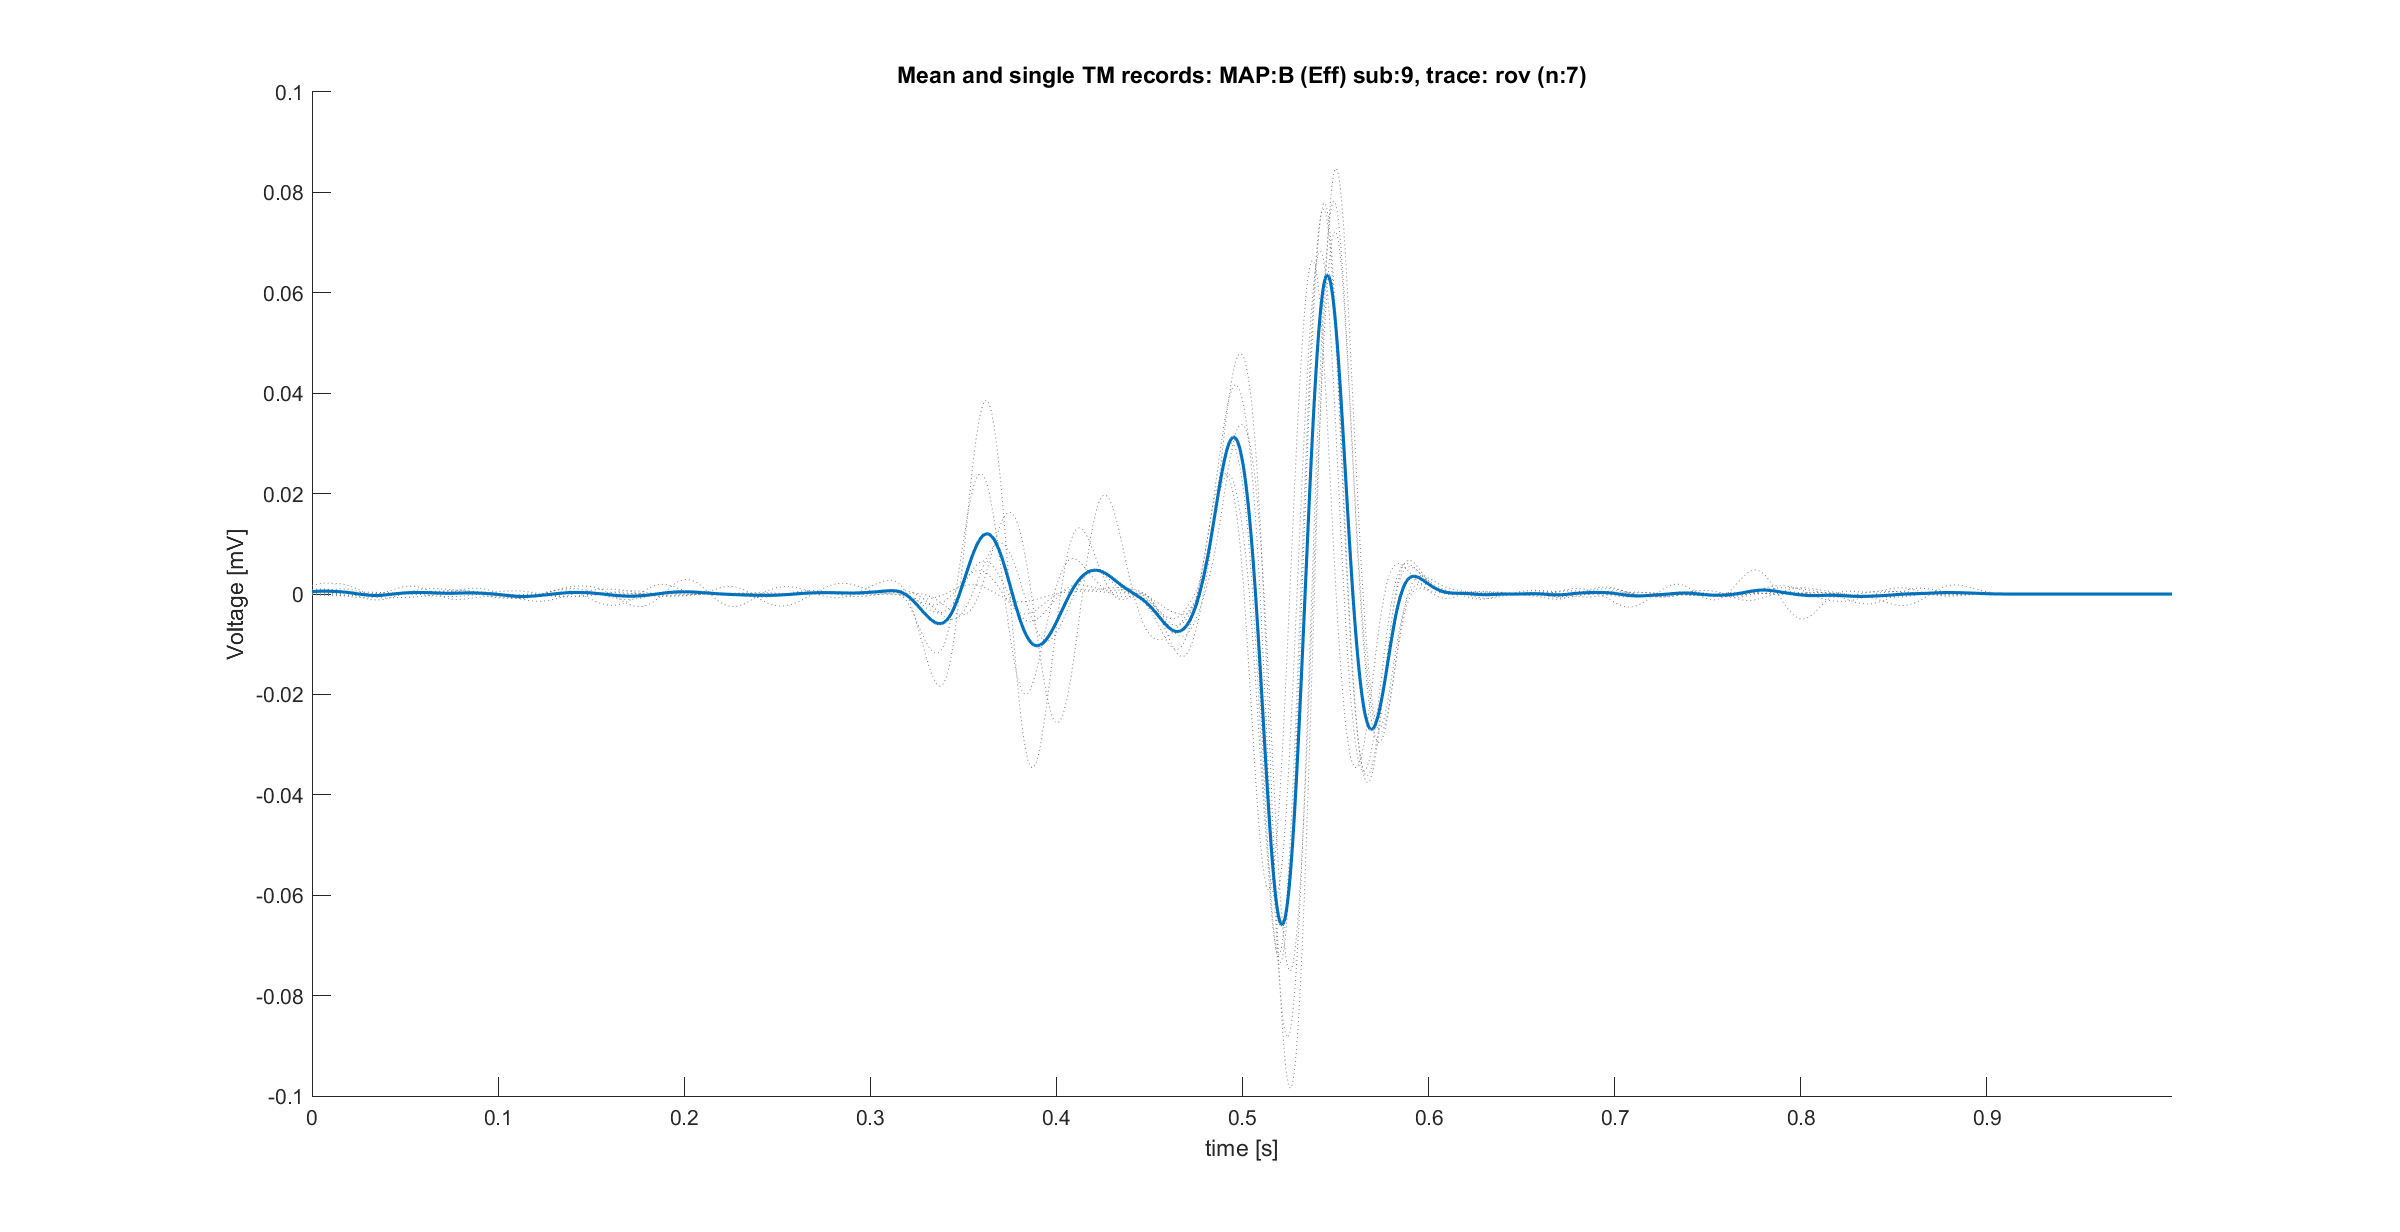 Mean and single TM records: MAP:B (Eff) sub:9, trace: rov (n:7)
0.1
0.08
0.06
0.04
0.02
0
-0.02
-0.04
-0.06
-0.08
-0.1
Voltage [mV]
0 0.1 0.2 0.3 0.4 0.5 0.6 0.7 0.8 0.9
time [s]